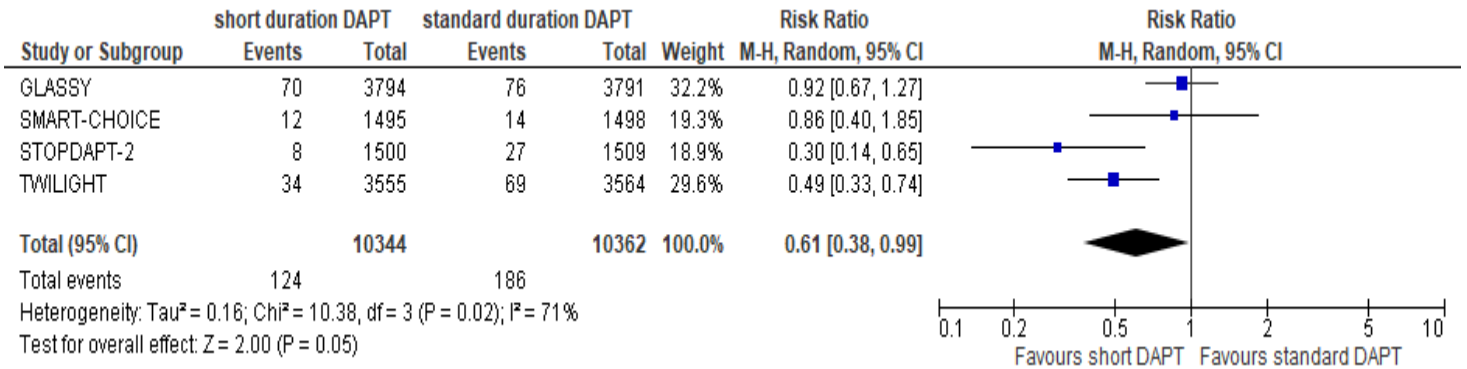 short duration DAPT standard duration DAPT Risk Ratio Risk Ratio
Study or Subgroup Events Total Events Total Weight M-H, Random, 95% CI M-H, Random, 95% CI
GLASSY 70 3794 76 3791 32.2% 0.92 [0.67, 1.27]
SMART-CHOICE 12 1495 14 1498 19.3% 0.86 [0.40, 1.85]
STOPDAPT-2 8 1500 27 1509 18.9% 0.30 [0.14, 0.65]
TWILIGHT 34 3555 69 3564 29.6% 0.49 [0.33, 0.74]
Total (95% CI) 10344 10362 100.0% 0.61 [0.38, 0.99]
Total events 124 186
Heterogeneity: Tau² = 0.16; Chi² = 10.38, df = 3 (P = 0.02); I² = 71%
Test for overall effect: Z = 2.00 (P = 0.05)
0.1 0.2 0.5 1 2 5 10
Favours short DAPT Favours standard DAPT